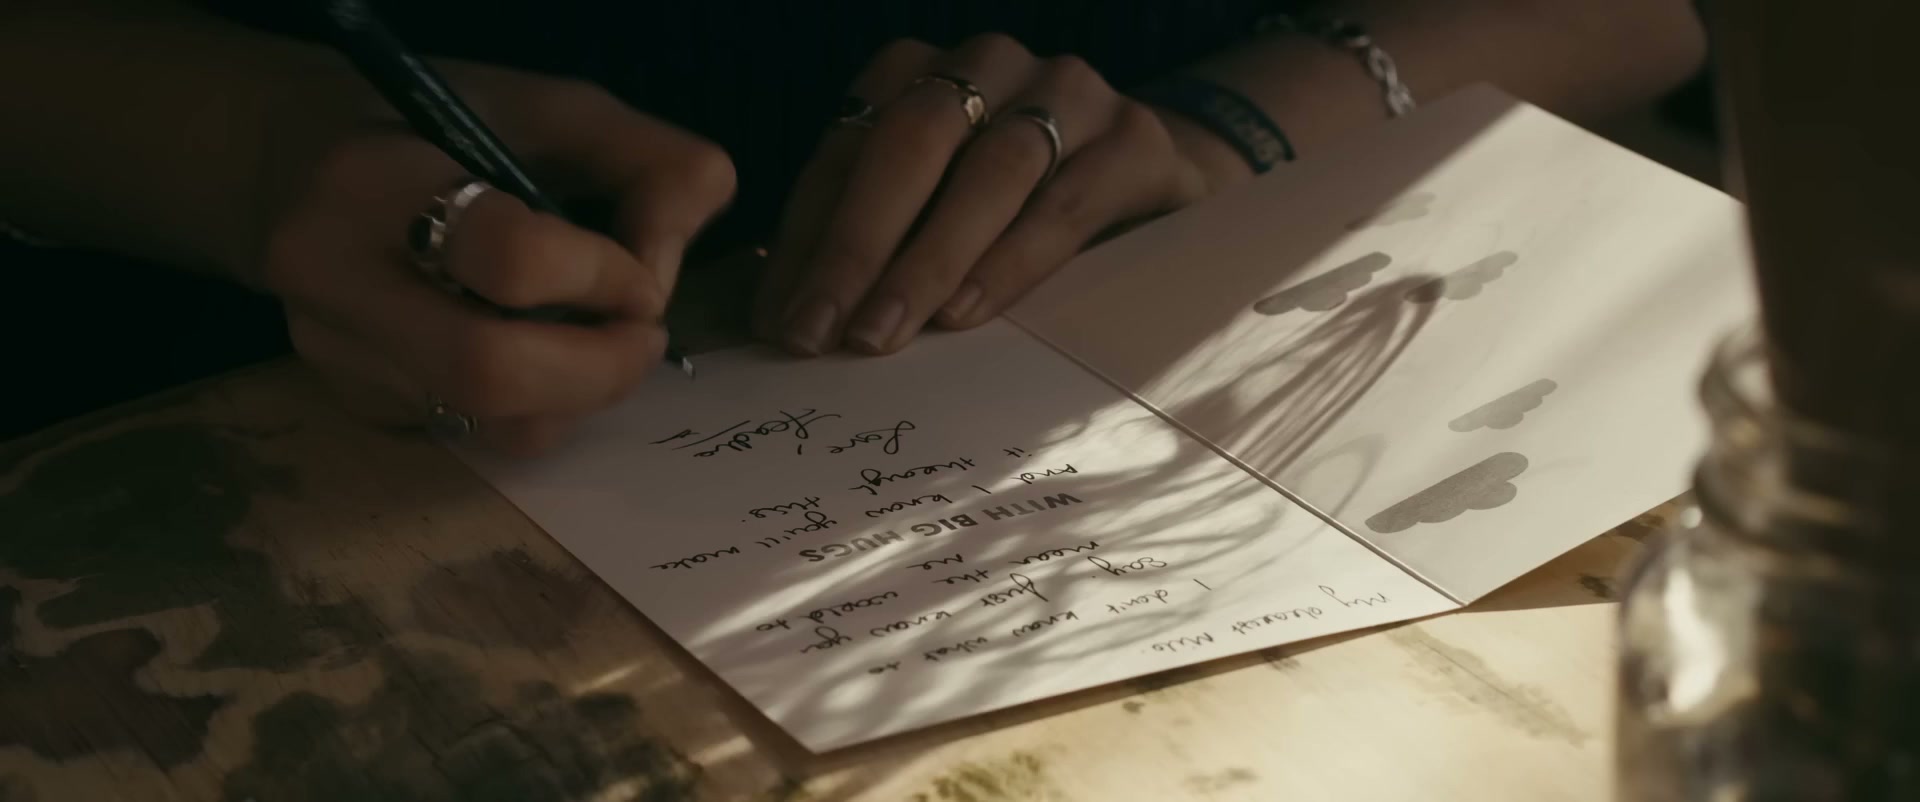 My dearest Milo.
I don't know what to
say. Just know you
mean the world to
me
WITH BIG HUGS
And I know you'll make
it through this.
Love